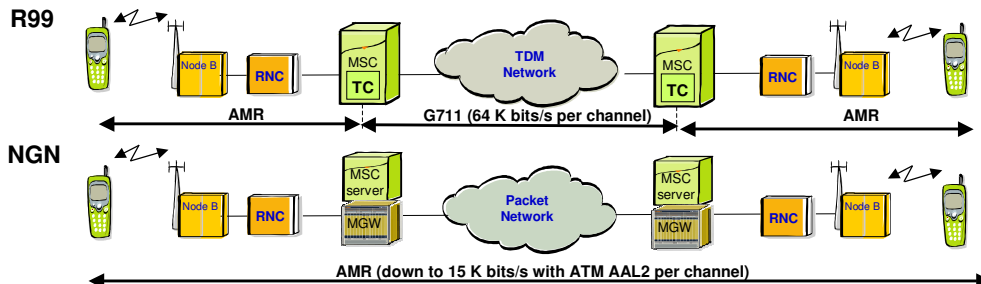 R99
Node B
RNC
MSC
TC
TDM
Network
MSC
TC
RNC
Node B
AMR
G711 (64 K bits/s per channel)
AMR
NGN
Node B
RNC
MSC
server
MGW
Packet
Network
MSC
server
MGW
RNC
Node B
AMR (down to 15 K bits/s with ATM AAL2 per channel)